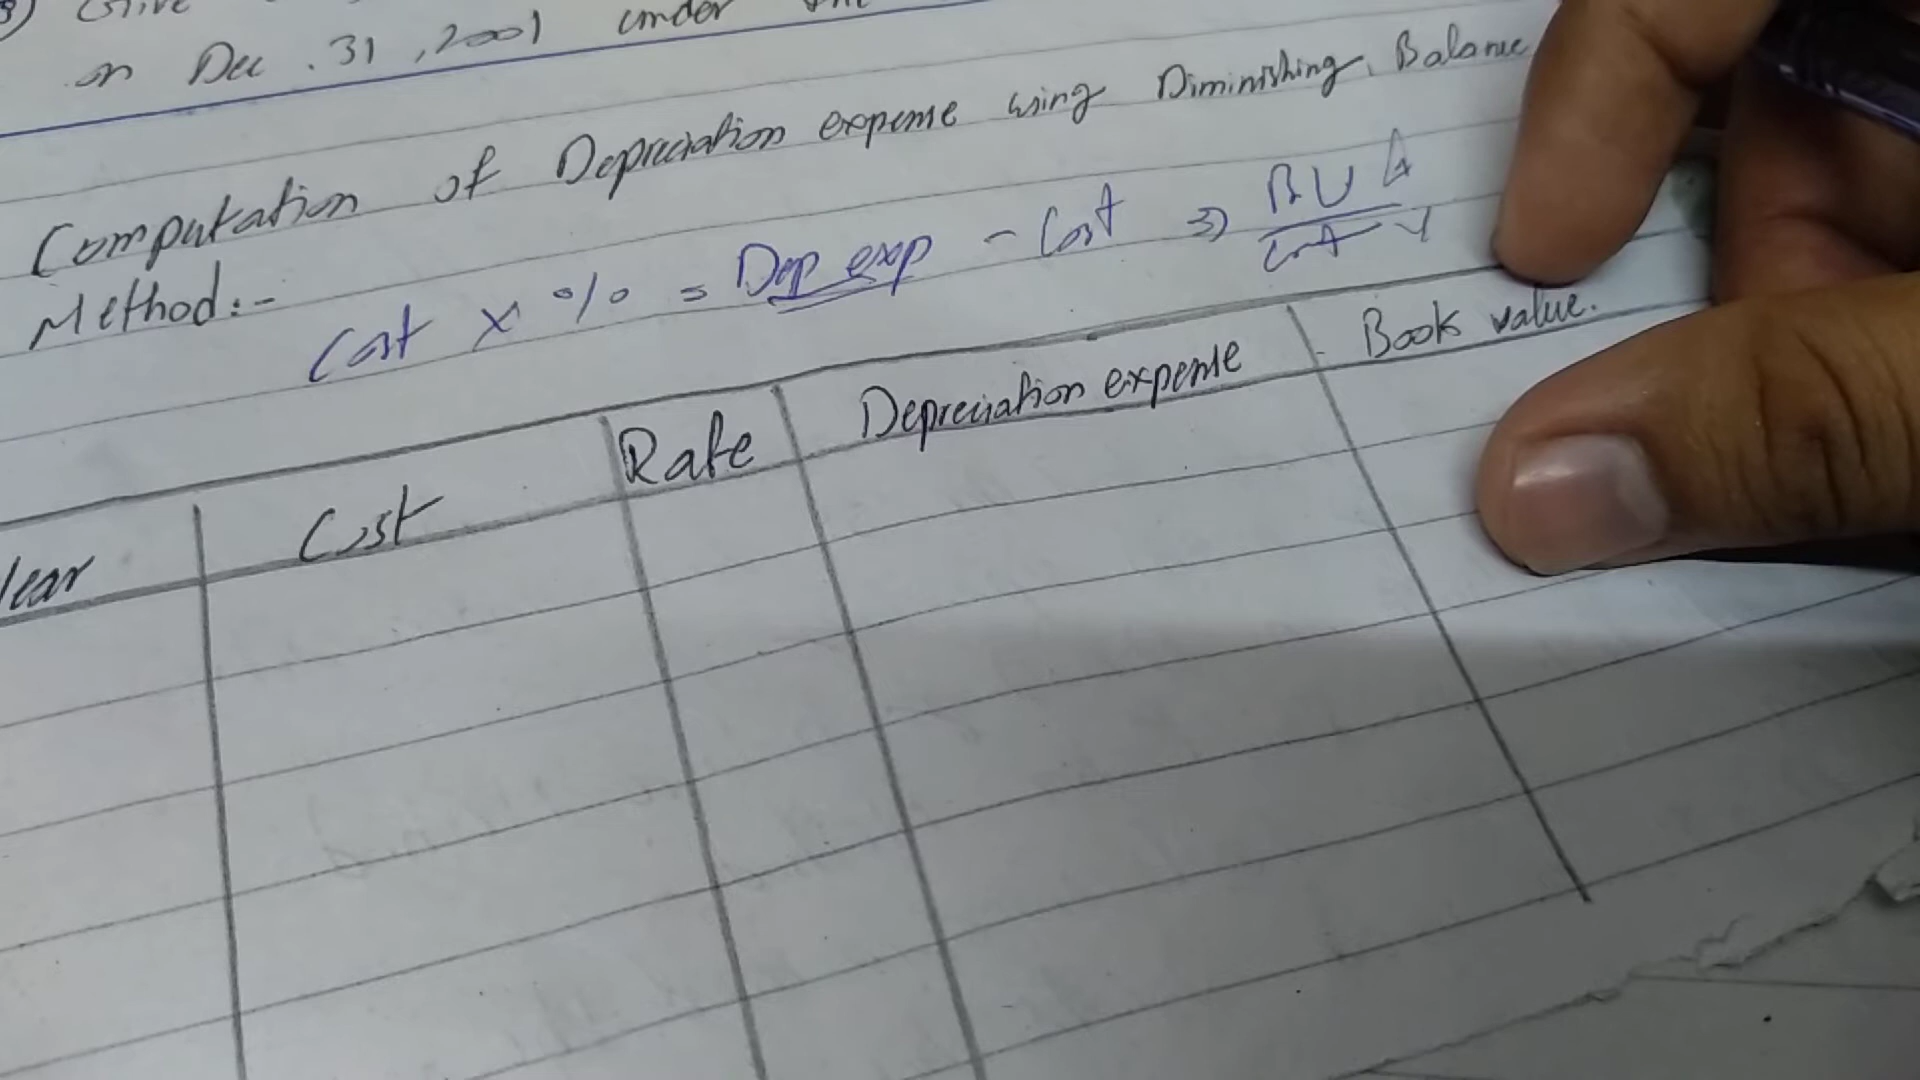 on Dec. 31, 2001 under
Computation of Depreciation expense using Diminishing Balance
Method:-
Cost x % = Dep exp - Cost => BV
Cost
Year Cost Rate Depreciation expense Book value.